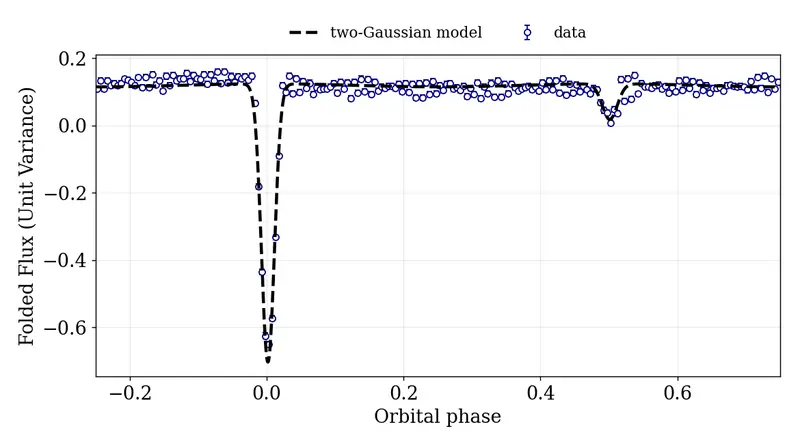 two-Gaussian model
data
Folded Flux (Unit Variance)
0.2
0.0
−0.2
−0.4
−0.6
−0.2
0.0
0.2
0.4
0.6
Orbital phase